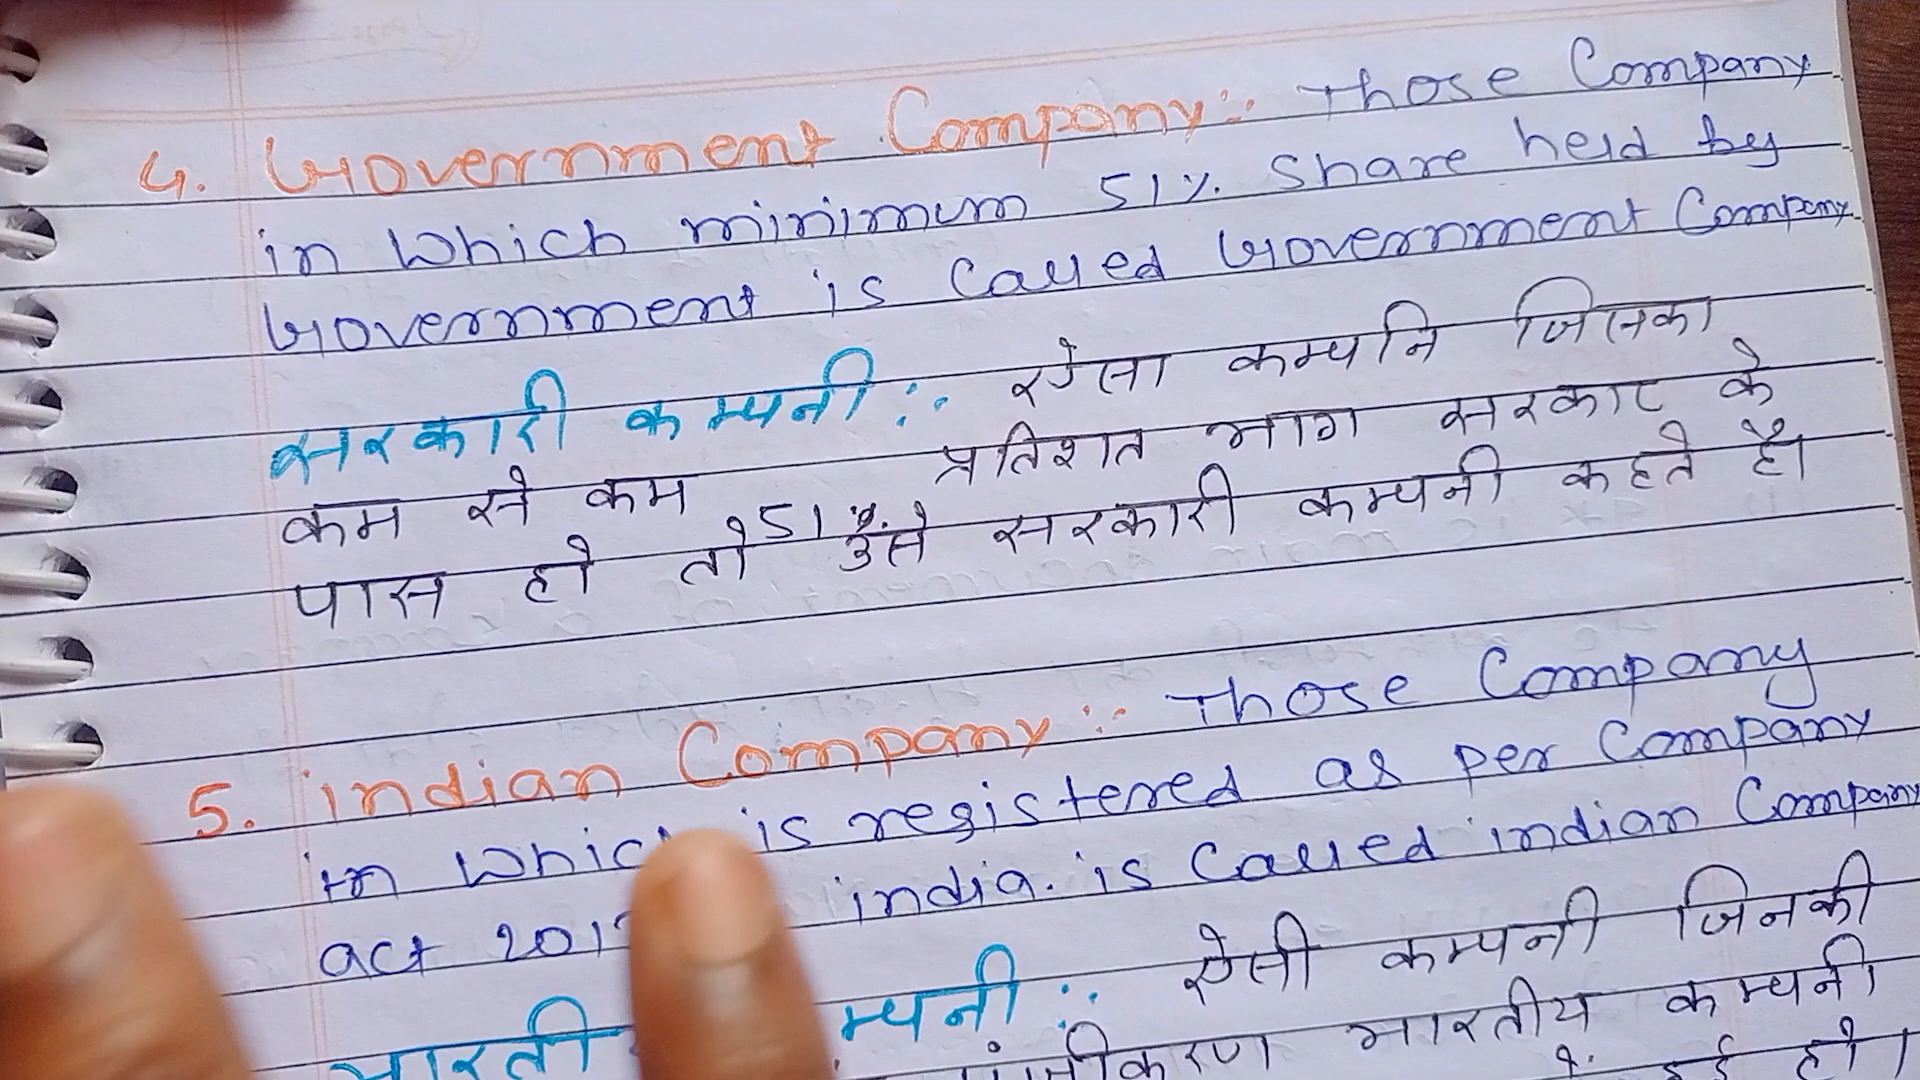 4. Government Company:- Those Company
in which minimum 51% share held by
Government is called Government Company
सरकारी कम्पनी :- ऐसा कम्पनि जिसका
कम से कम 51% प्रतिशत भाग सरकार के
पास हो तो उसे सरकारी कम्पनी कहते है।
5. indian Company:- Those Company
in which is registered as per Company
act india. is called indian Company
म्पनी :- ऐसी कम्पनी जिनकी
भारतीय कम्पनी
हुई हो।